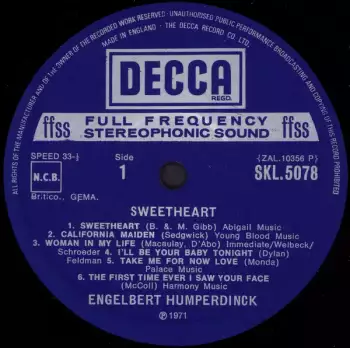 ALL RIGHTS OF THE MANUFACTURER AND OF THE OWNER OF THE RECORDED WORK RESERVED · UNAUTHORISED PUBLIC PERFORMANCE, BROADCASTING AND COPYING OF THIS RECORD PROHIBITED
MADE IN ENGLAND · THE DECCA RECORD CO. LTD.
DECCA
REGD.
ffss FULL FREQUENCY ffss
STEREOPHONIC SOUND
SPEED 33-⅓
Side
1
(ZAL.10356 P)
SKL.5078
N.C.B.
Britico., GEMA.
SWEETHEART
1. SWEETHEART (B. & M. Gibb) Abigail Music
2. CALIFORNIA MAIDEN (Sedgwick) Young Blood Music
3. WOMAN IN MY LIFE (Macaulay, D'Abo) Immediate/Welbeck/
Schroeder 4. I'LL BE YOUR BABY TONIGHT (Dylan)
Feldman 5. TAKE ME FOR NOW LOVE (Monda)
Palace Music
6. THE FIRST TIME EVER I SAW YOUR FACE
(McColl) Harmony Music
ENGELBERT HUMPERDINCK
Ⓟ 1971